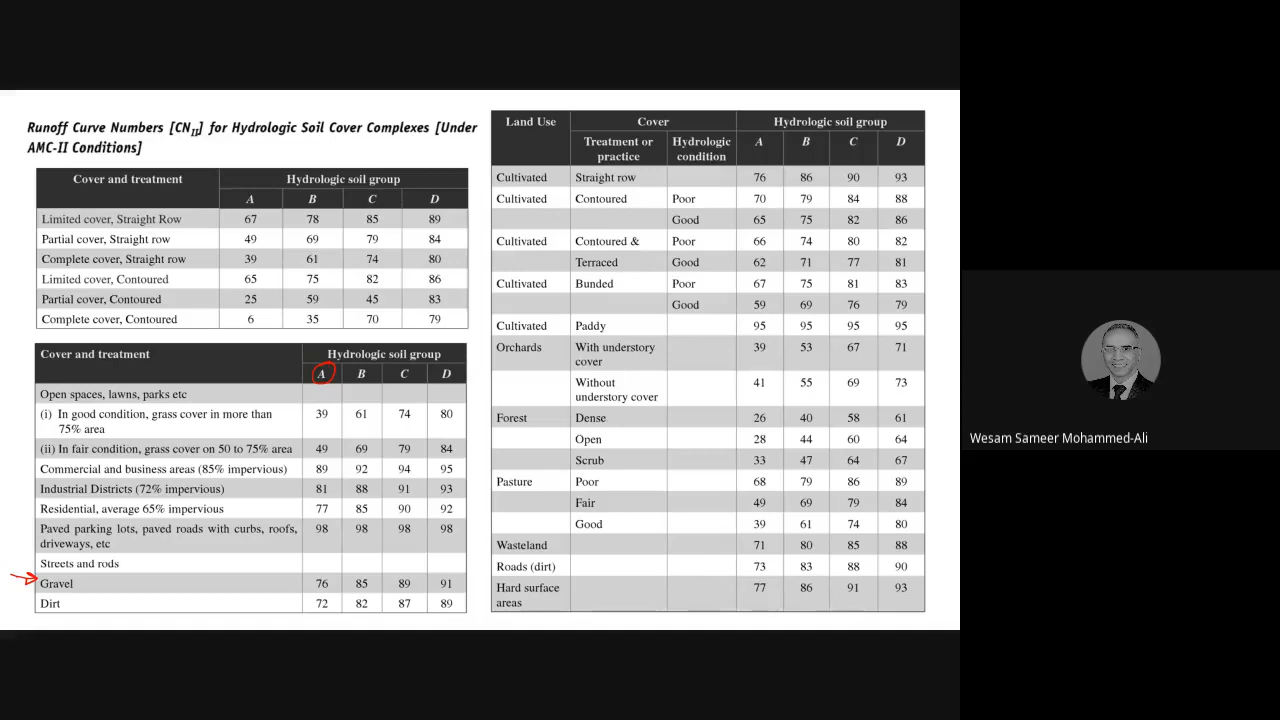 Runoff Curve Numbers [CNII] for Hydrologic Soil Cover Complexes [Under
AMC-II Conditions]
Cover and treatment Hydrologic soil group
A B C D
Limited cover, Straight Row 67 78 85 89
Partial cover, Straight row 49 69 79 84
Complete cover, Straight row 39 61 74 80
Limited cover, Contoured 65 75 82 86
Partial cover, Contoured 25 59 45 83
Complete cover, Contoured 6 35 70 79
Cover and treatment Hydrologic soil group
A B C D
Open spaces, lawns, parks etc
(i) In good condition, grass cover in more than 39 61 74 80
75% area
(ii) In fair condition, grass cover on 50 to 75% area 49 69 79 84
Commercial and business areas (85% impervious) 89 92 94 95
Industrial Districts (72% impervious) 81 88 91 93
Residential, average 65% impervious 77 85 90 92
Paved parking lots, paved roads with curbs, roofs, 98 98 98 98
driveways, etc
Streets and rods
Gravel 76 85 89 91
Dirt 72 82 87 89
Land Use Cover Hydrologic soil group
Treatment or Hydrologic A B C D
practice condition
Cultivated Straight row 76 86 90 93
Cultivated Contoured Poor 70 79 84 88
Good 65 75 82 86
Cultivated Contoured & Poor 66 74 80 82
Terraced Good 62 71 77 81
Cultivated Bunded Poor 67 75 81 83
Good 59 69 76 79
Cultivated Paddy 95 95 95 95
Orchards With understory 39 53 67 71
cover
Without 41 55 69 73
understory cover
Forest Dense 26 40 58 61
Open 28 44 60 64
Scrub 33 47 64 67
Pasture Poor 68 79 86 89
Fair 49 69 79 84
Good 39 61 74 80
Wasteland 71 80 85 88
Roads (dirt) 73 83 88 90
Hard surface 77 86 91 93
areas
Wesam Sameer Mohammed-Ali